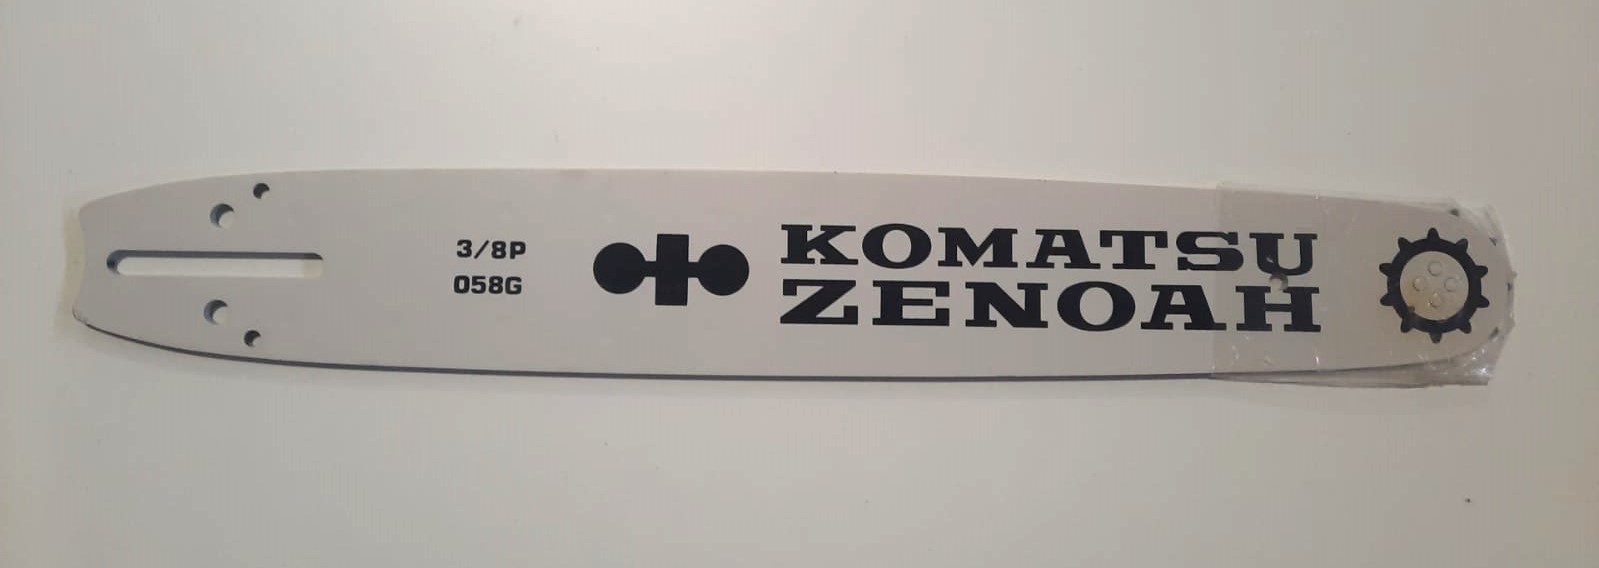 3/8P
058G
KOMATSU
ZENOAH